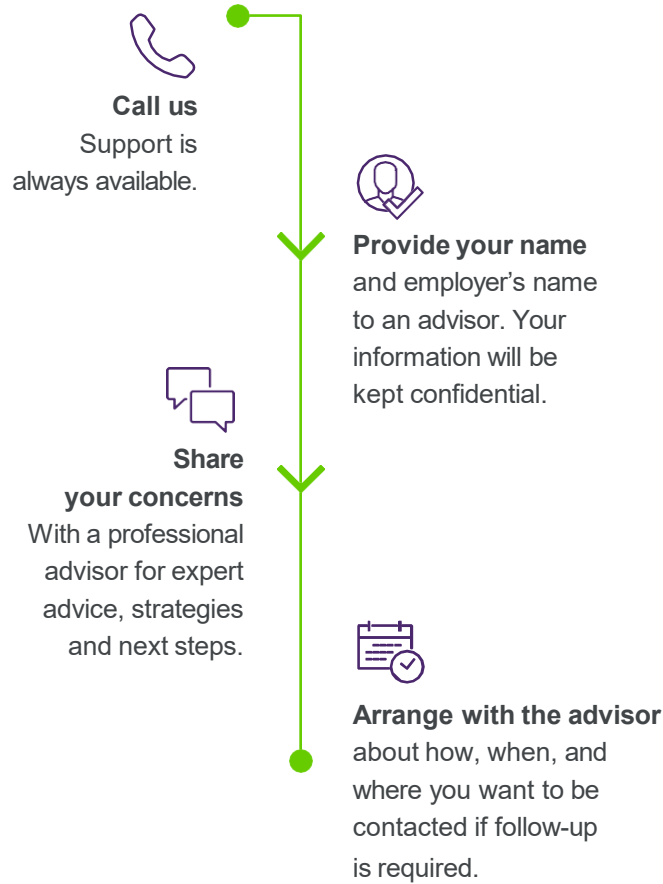 Call us
Support is
always available.
Provide your name
and employer’s name
to an advisor. Your
information will be
kept confidential.
Share
your concerns
With a professional
advisor for expert
advice, strategies
and next steps.
Arrange with the advisor
about how, when, and
where you want to be
contacted if follow-up
is required.